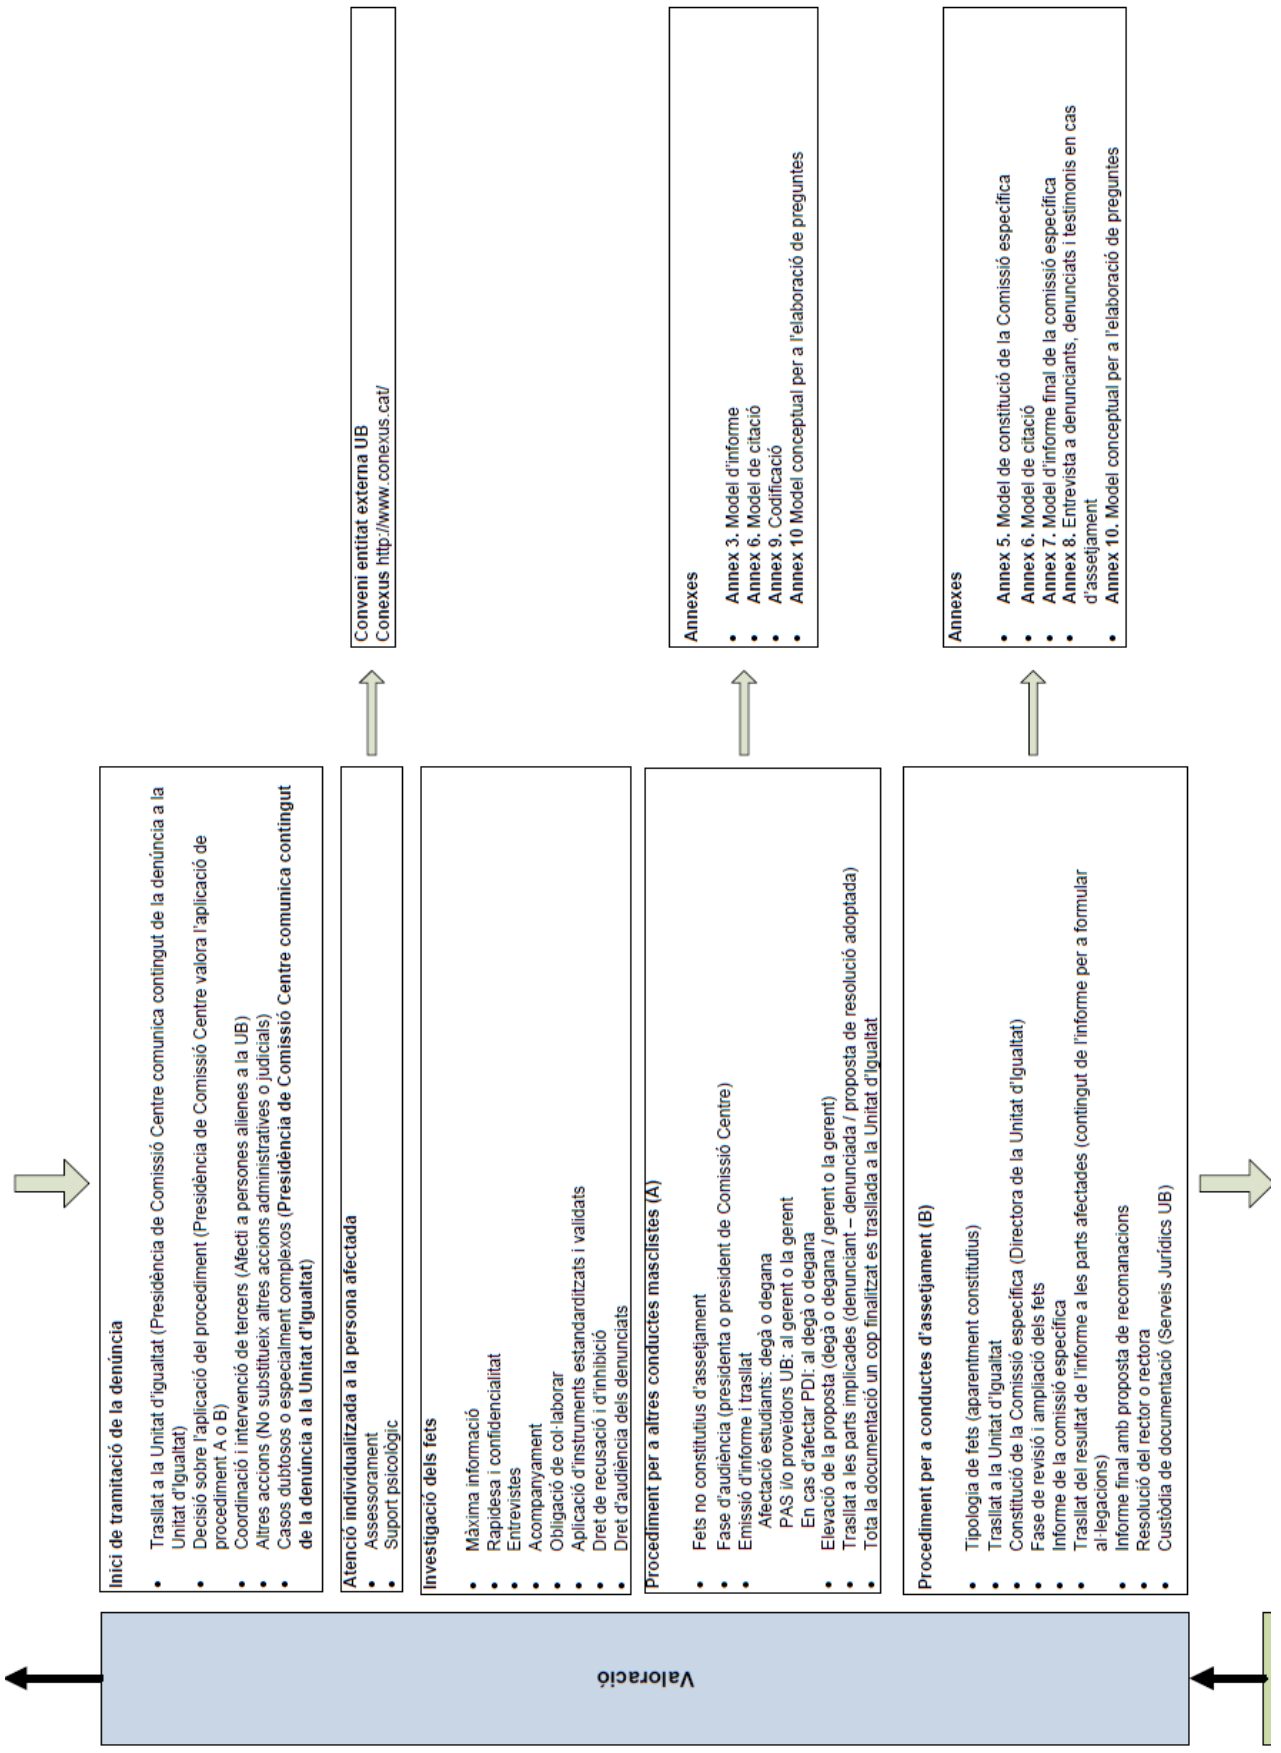 Valoració
Inici de tramitació de la denúncia
• Trasllat a la Unitat d'igualtat (Presidència de Comissió Centre comunica contingut de la denúncia a la
Unitat d'Igualtat)
• Decisió sobre l'aplicació del procediment (Presidència de Comissió Centre valora l'aplicació de
procediment A o B)
• Coordinació i intervenció de tercers (Afecti a persones alienes a la UB)
• Altres accions (No substitueix altres accions administratives o judicials)
• Casos dubtosos o especialment complexos (Presidència de Comissió Centre comunica contingut
de la denúncia a la Unitat d'Igualtat)
Atenció individualitzada a la persona afectada
• Assessorament
• Suport psicològic
Conveni entitat externa UB
Conexus http://www.conexus.cat/
Investigació dels fets
• Màxima informació
• Rapidesa i confidencialitat
• Entrevistes
• Acompanyament
• Obligació de col·laborar
• Aplicació d'instruments estandarditzats i validats
• Dret de recusació i d'inhibició
• Dret d'audiència dels denunciats
Procediment per a altres conductes masclistes (A)
• Fets no constitutius d'assetjament
• Fase d'audiència (presidenta o president de Comissió Centre)
• Emissió d'informe i trasllat
Afectació estudiants: degà o degana
PAS i/o proveïdors UB: al gerent o la gerent
En cas d'afectar PDI: al degà o degana
• Elevació de la proposta (degà o degana / gerent o la gerent)
• Trasllat a les parts implicades (denunciant – denunciada / proposta de resolució adoptada)
• Tota la documentació un cop finalitzat es trasllada a la Unitat d'Igualtat
Annexes
• Annex 3. Model d'informe
• Annex 6. Model de citació
• Annex 9. Codificació
• Annex 10 Model conceptual per a l'elaboració de preguntes
Procediment per a conductes d'assetjament (B)
• Tipologia de fets (aparentment constitutius)
• Trasllat a la Unitat d'Igualtat
• Constitució de la Comissió específica (Directora de la Unitat d'Igualtat)
• Fase de revisió i ampliació dels fets
• Informe de la comissió específica
• Trasllat del resultat de l'informe a les parts afectades (contingut de l'informe per a formular
al·legacions)
• Informe final amb proposta de recomanacions
• Resolució del rector o rectora
• Custòdia de documentació (Serveis Jurídics UB)
Annexes
• Annex 5. Model de constitució de la Comissió específica
• Annex 6. Model de citació
• Annex 7. Model d'informe final de la comissió específica
• Annex 8. Entrevista a denunciants, denunciats i testimonis en cas
d'assetjament
• Annex 10. Model conceptual per a l'elaboració de preguntes